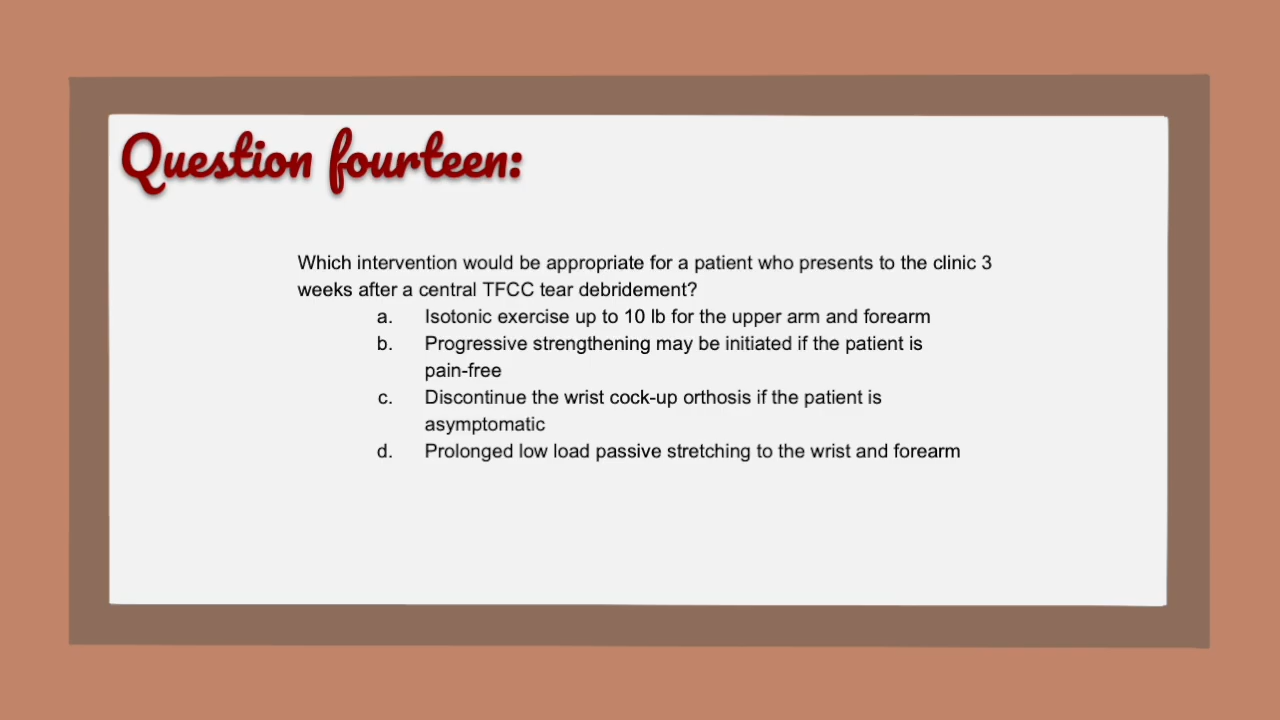 Question fourteen:
Which intervention would be appropriate for a patient who presents to the clinic 3
weeks after a central TFCC tear debridement?
a. Isotonic exercise up to 10 lb for the upper arm and forearm
b. Progressive strengthening may be initiated if the patient is
pain-free
c. Discontinue the wrist cock-up orthosis if the patient is
asymptomatic
d. Prolonged low load passive stretching to the wrist and forearm